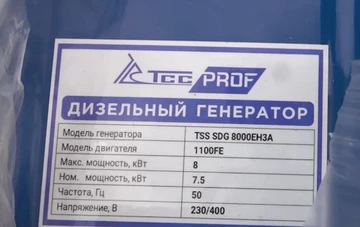 ТСС PROF
ДИЗЕЛЬНЫЙ ГЕНЕРАТОР
Модель генератора TSS SDG 8000EH3A
Модель двигателя 1100FE
Макс. мощность, кВт 8
Ном. мощность, кВт 7.5
Частота, Гц 50
Напряжение, В 230/400